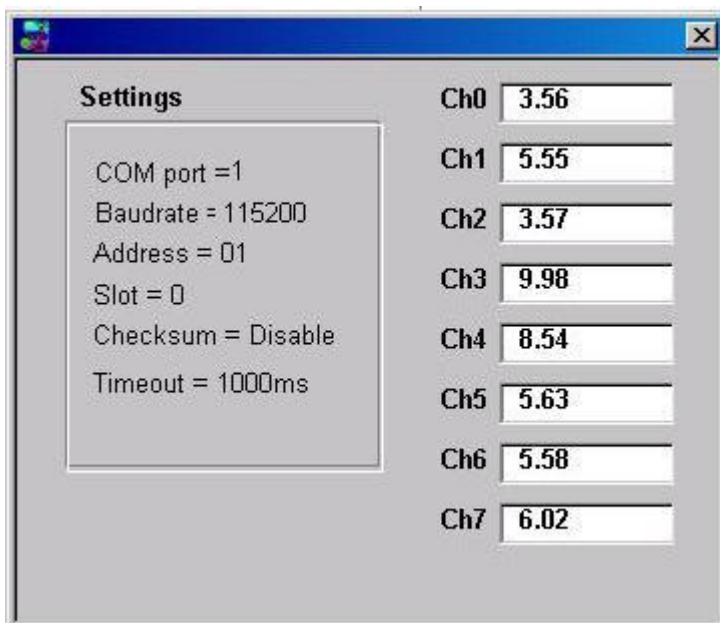 Settings
COM port =1
Baudrate = 115200
Address = 01
Slot = 0
Checksum = Disable
Timeout = 1000ms
Ch0 3.56
Ch1 5.55
Ch2 3.57
Ch3 9.98
Ch4 8.54
Ch5 5.63
Ch6 5.58
Ch7 6.02